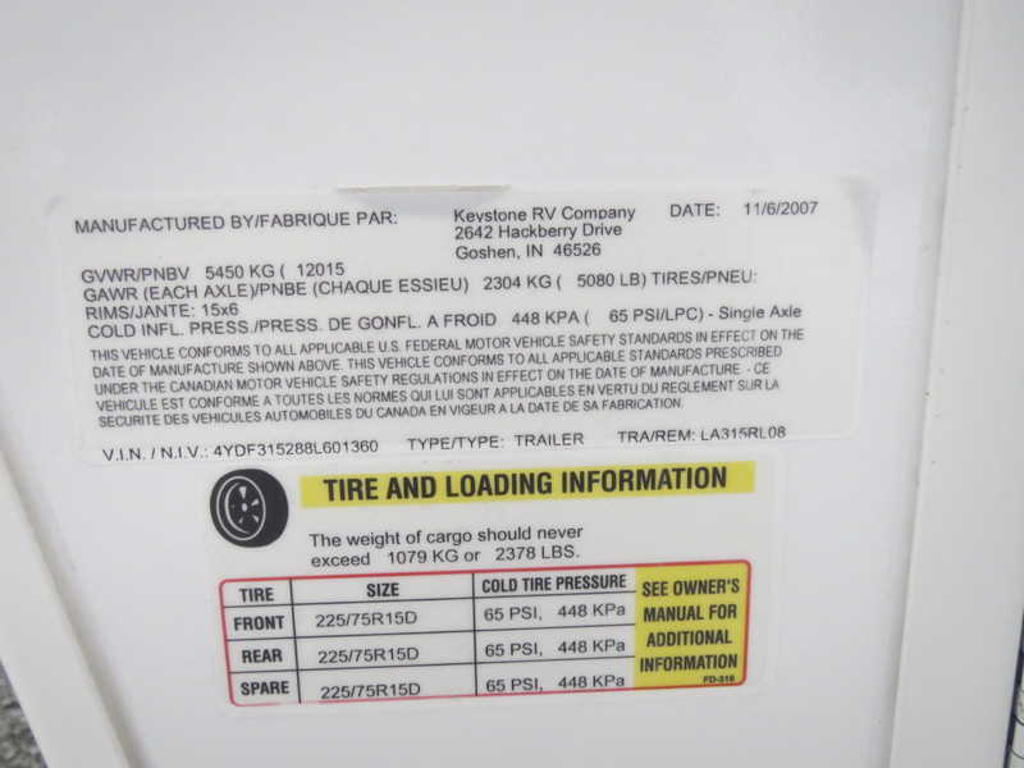 MANUFACTURED BY/FABRIQUE PAR: Keystone RV Company DATE: 11/6/2007
2642 Hackberry Drive
Goshen, IN 46526
GVWR/PNBV 5450 KG ( 12015
GAWR (EACH AXLE)/PNBE (CHAQUE ESSIEU) 2304 KG ( 5080 LB) TIRES/PNEU:
RIMS/JANTE: 15x6
COLD INFL. PRESS./PRESS. DE GONFL. A FROID 448 KPA ( 65 PSI/LPC) - Single Axle
THIS VEHICLE CONFORMS TO ALL APPLICABLE U.S. FEDERAL MOTOR VEHICLE SAFETY STANDARDS IN EFFECT ON THE
DATE OF MANUFACTURE SHOWN ABOVE. THIS VEHICLE CONFORMS TO ALL APPLICABLE STANDARDS PRESCRIBED
UNDER THE CANADIAN MOTOR VEHICLE SAFETY REGULATIONS IN EFFECT ON THE DATE OF MANUFACTURE - CE
VEHICULE EST CONFORME A TOUTES LES NORMES QUI LUI SONT APPLICABLES EN VERTU DU REGLEMENT SUR LA
SECURITE DES VEHICULES AUTOMOBILES DU CANADA EN VIGEUR A LA DATE DE SA FABRICATION.
V.I.N. / N.I.V.: 4YDF315288L601360 TYPE/TYPE: TRAILER TRA/REM: LA315RL08
TIRE AND LOADING INFORMATION
The weight of cargo should never
exceed 1079 KG or 2378 LBS.
TIRE SIZE COLD TIRE PRESSURE
FRONT 225/75R15D 65 PSI, 448 KPa
REAR 225/75R15D 65 PSI, 448 KPa
SPARE 225/75R15D 65 PSI, 448 KPa
SEE OWNER'S
MANUAL FOR
ADDITIONAL
INFORMATION